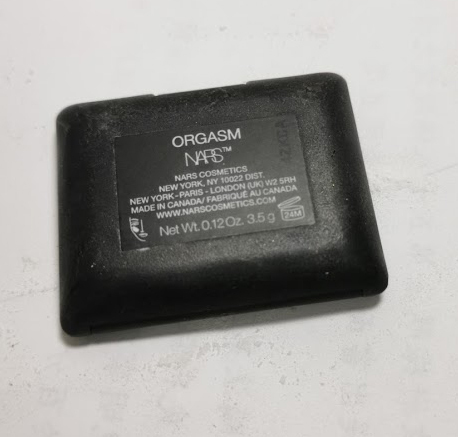 ORGASM
NARS™
NARS COSMETICS
NEW YORK, NY 10022 DIST.
NEW YORK - PARIS - LONDON (UK) W2 5RH
MADE IN CANADA/ FABRIQUÉ AU CANADA
WWW.NARSCOSMETICS.COM
Net Wt. 0.12 Oz. 3.5 g
24M